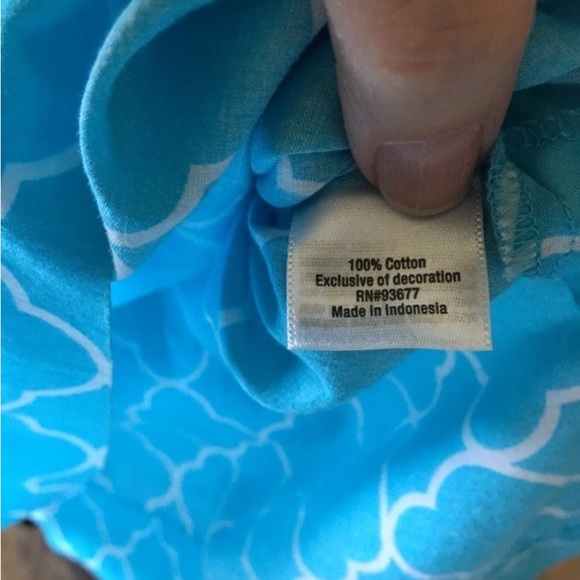 100% Cotton
Exclusive of decoration
RN#93677
Made in Indonesia